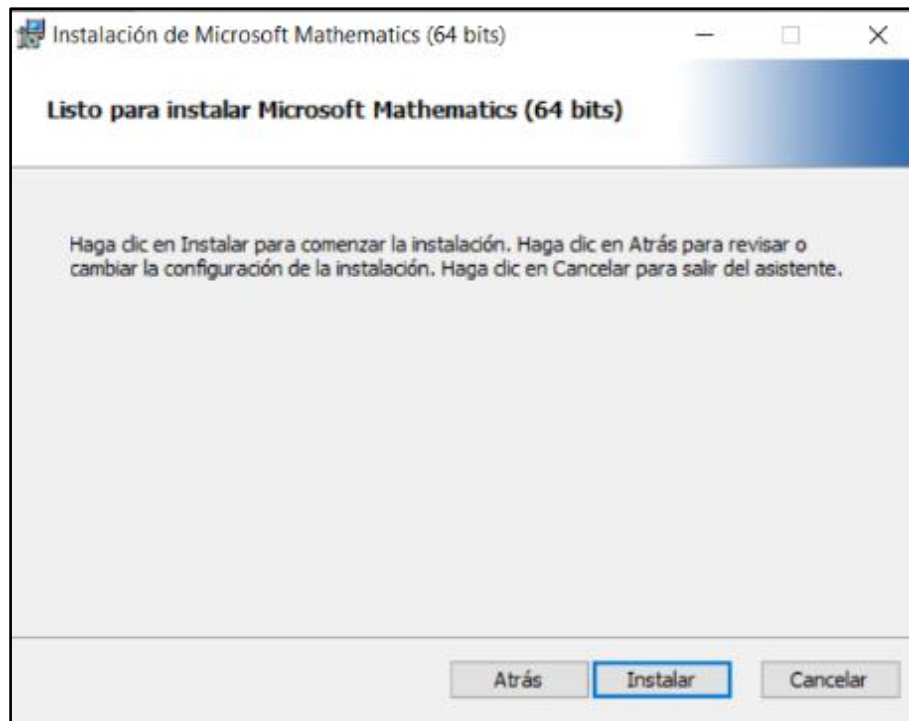 Instalación de Microsoft Mathematics (64 bits)
Listo para instalar Microsoft Mathematics (64 bits)
Haga clic en Instalar para comenzar la instalación. Haga clic en Atrás para revisar o
cambiar la configuración de la instalación. Haga clic en Cancelar para salir del asistente.
Atrás
Instalar
Cancelar